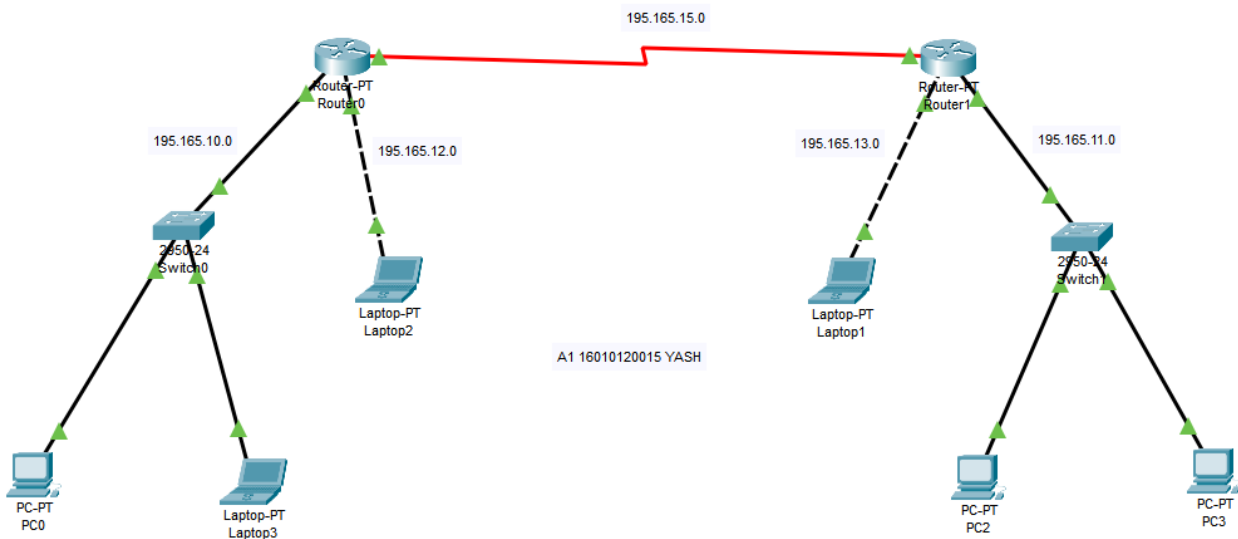 195.165.15.0
Router-PT
Router0
Router-PT
Router1
195.165.10.0
195.165.12.0
195.165.13.0
195.165.11.0
2950-24
Switch0
2950-24
Switch1
Laptop-PT
Laptop2
Laptop-PT
Laptop1
A1 16010120015 YASH
PC-PT
PC0
Laptop-PT
Laptop3
PC-PT
PC2
PC-PT
PC3